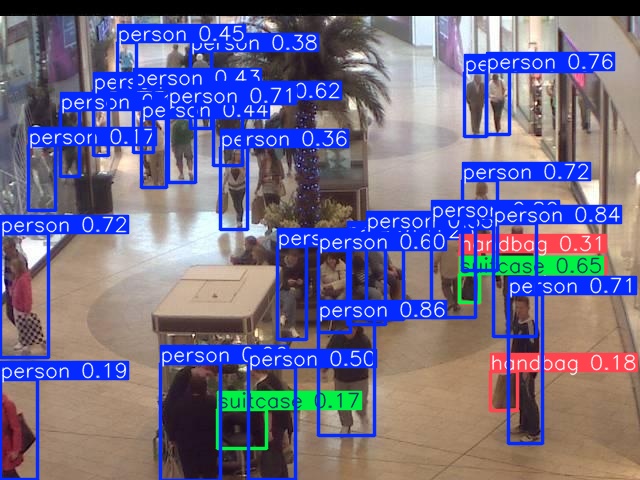 person 0.45
person 0.38
person 0.76
person 0.43
0.62
person 0.71
person 0.44
person 0.17
person 0.36
person 0.72
person 0.72
person 0.84
person 0.60
handbag 0.31
suitcase 0.65
person 0.71
person 0.86
person
person 0.50
handbag 0.18
person 0.19
suitcase 0.17